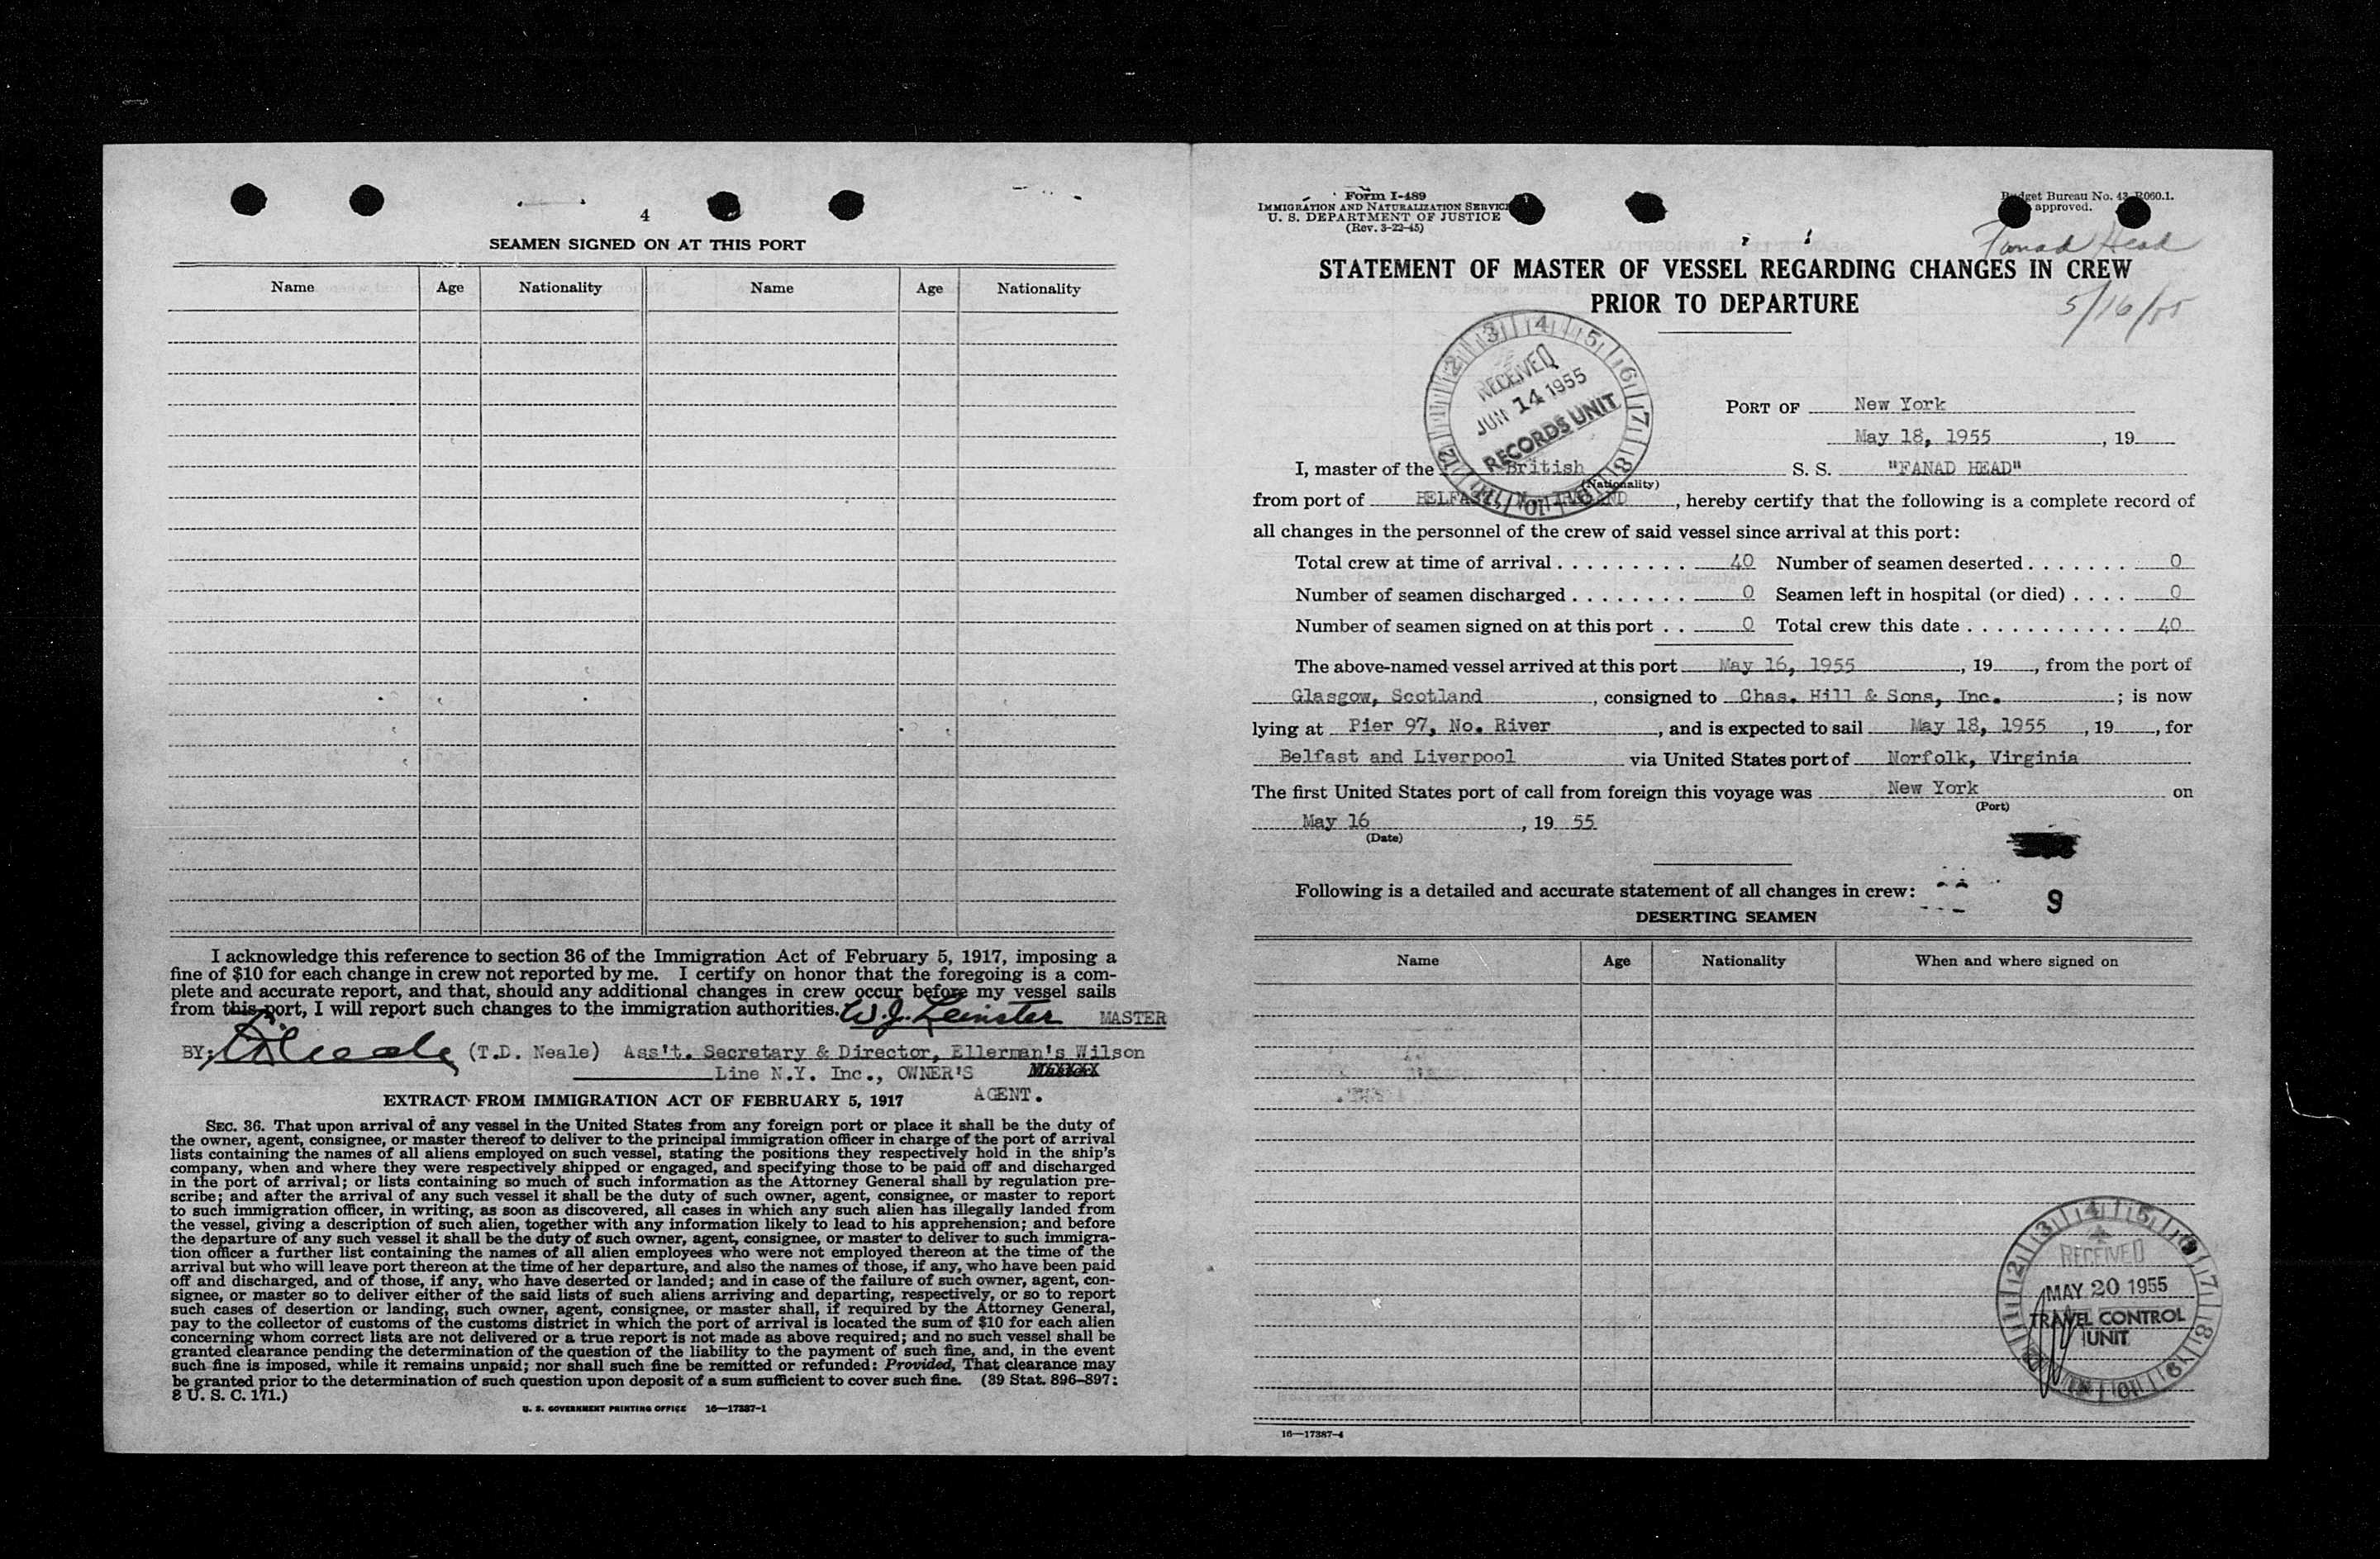 4
SEAMEN SIGNED ON AT THIS PORT
Name Age Nationality Name Age Nationality
I acknowledge this reference to section 36 of the Immigration Act of February 5, 1917, imposing a
fine of $10 for each change in crew not reported by me. I certify on honor that the foregoing is a com-
plete and accurate report, and that, should any additional changes in crew occur before my vessel sails
from this port, I will report such changes to the immigration authorities. W. J. Leinster MASTER
BY: (T.D. Neale) Ass't. Secretary & Director, Ellerman's Wilson
Line N.Y. Inc., OWNER'S
AGENT.
EXTRACT FROM IMMIGRATION ACT OF FEBRUARY 5, 1917
SEC. 36. That upon arrival of any vessel in the United States from any foreign port or place it shall be the duty of
the owner, agent, consignee, or master thereof to deliver to the principal immigration officer in charge of the port of arrival
lists containing the names of all aliens employed on such vessel, stating the positions they respectively hold in the ship's
company, when and where they were respectively shipped or engaged, and specifying those to be paid off and discharged
in the port of arrival; or lists containing so much of such information as the Attorney General shall by regulation pre-
scribe; and after the arrival of any such vessel it shall be the duty of such owner, agent, consignee, or master to report
to such immigration officer, in writing, as soon as discovered, all cases in which any such alien has illegally landed from
the vessel, giving a description of such alien, together with any information likely to lead to his apprehension; and before
the departure of any such vessel it shall be the duty of such owner, agent, consignee, or master to deliver to such immigra-
tion officer a further list containing the names of all alien employees who were not employed thereon at the time of the
arrival but who will leave port thereon at the time of her departure, and also the names of those, if any, who have been paid
off and discharged, and of those, if any, who have deserted or landed; and in case of the failure of such owner, agent, con-
signee, or master so to deliver either of the said lists of such aliens arriving and departing, respectively, or so to report
such cases of desertion or landing, such owner, agent, consignee, or master shall, if required by the Attorney General,
pay to the collector of customs of the customs district in which the port of arrival is located the sum of $10 for each alien
concerning whom correct lists are not delivered or a true report is not made as above required; and no such vessel shall be
granted clearance pending the determination of the question of the liability to the payment of such fine, and, in the event
such fine is imposed, while it remains unpaid; nor shall such fine be remitted or refunded: Provided, That clearance may
be granted prior to the determination of such question upon deposit of a sum sufficient to cover such fine. (39 Stat. 896-897;
8 U. S. C. 171.)
U. S. GOVERNMENT PRINTING OFFICE 16—17387-1
Form I-489
IMMIGRATION AND NATURALIZATION SERVICE
U. S. DEPARTMENT OF JUSTICE
(Rev. 3-22-45)
Budget Bureau No. 43-R060.1.
approved.
Fanad Head
STATEMENT OF MASTER OF VESSEL REGARDING CHANGES IN CREW
PRIOR TO DEPARTURE
5/16/55
RECEIVED
JUN 14 1955
RECORDS UNIT
PORT OF New York
May 18, 1955, 19
I, master of the British S. S. "FANAD HEAD"
(Nationality)
from port of BELFAST, , hereby certify that the following is a complete record of
all changes in the personnel of the crew of said vessel since arrival at this port:
Total crew at time of arrival . . . . . . . . . 40 Number of seamen deserted . . . . . . . 0
Number of seamen discharged . . . . . . . . 0 Seamen left in hospital (or died) . . . . 0
Number of seamen signed on at this port . . 0 Total crew this date . . . . . . . . . . . . 40
The above-named vessel arrived at this port May 16, 1955, 19, from the port of
Glasgow, Scotland, consigned to Chas. Hill & Sons, Inc.; is now
lying at Pier 97, No. River, and is expected to sail May 18, 1955, 19, for
Belfast and Liverpool via United States port of Norfolk, Virginia
The first United States port of call from foreign this voyage was New York on
(Port)
May 16, 19 55
(Date)
Following is a detailed and accurate statement of all changes in crew:
9
DESERTING SEAMEN
Name Age Nationality When and where signed on
RECEIVED
MAY 20 1955
TRAVEL CONTROL
UNIT
16—17387-4